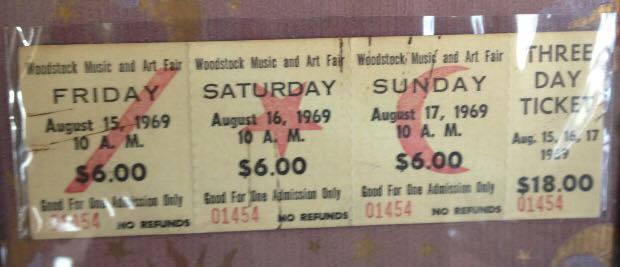 Woodstock Music and Art Fair
FRIDAY
August 15, 1969
10 A. M.
$6.00
Good For One Admission Only
01454 NO REFUNDS
Woodstock Music and Art Fair
SATURDAY
August 16, 1969
10 A. M.
$6.00
Good For One Admission Only
01454 NO REFUNDS
Woodstock Music and Art Fair
SUNDAY
August 17, 1969
10 A. M.
$6.00
Good For One Admission Only
01454 NO REFUNDS
THREE
DAY
TICKET
Aug. 15, 16, 17
1969
$18.00
01454